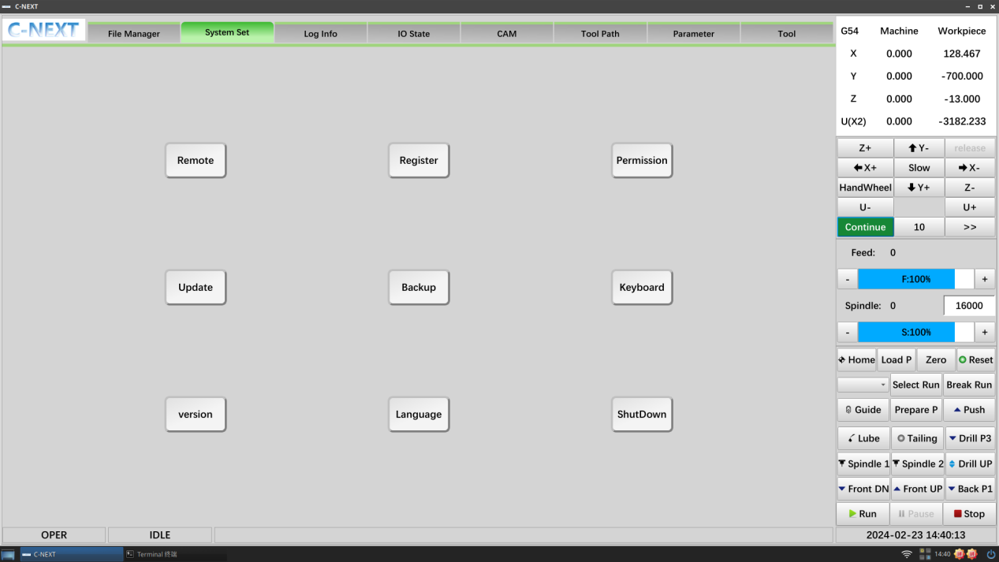 C-NEXT
C-NEXT
File Manager
System Set
Log Info
IO State
CAM
Tool Path
Parameter
Tool
Remote
Register
Permission
Update
Backup
Keyboard
version
Language
ShutDown
G54 Machine Workpiece
X 0.000 128.467
Y 0.000 -700.000
Z 0.000 -13.000
U(X2) 0.000 -3182.233
Z+ Y- release
X+ Slow X-
HandWheel Y+ Z-
U- U+
Continue 10 >>
Feed: 0
- F:100% +
Spindle: 0 16000
- S:100% +
Home Load P Zero Reset
Select Run Break Run
Guide Prepare P Push
Lube Tailing Drill P3
Spindle 1 Spindle 2 Drill UP
Front DN Front UP Back P1
Run Pause Stop
OPER IDLE 2024-02-23 14:40:13
C-NEXT Terminal 终端 14:40